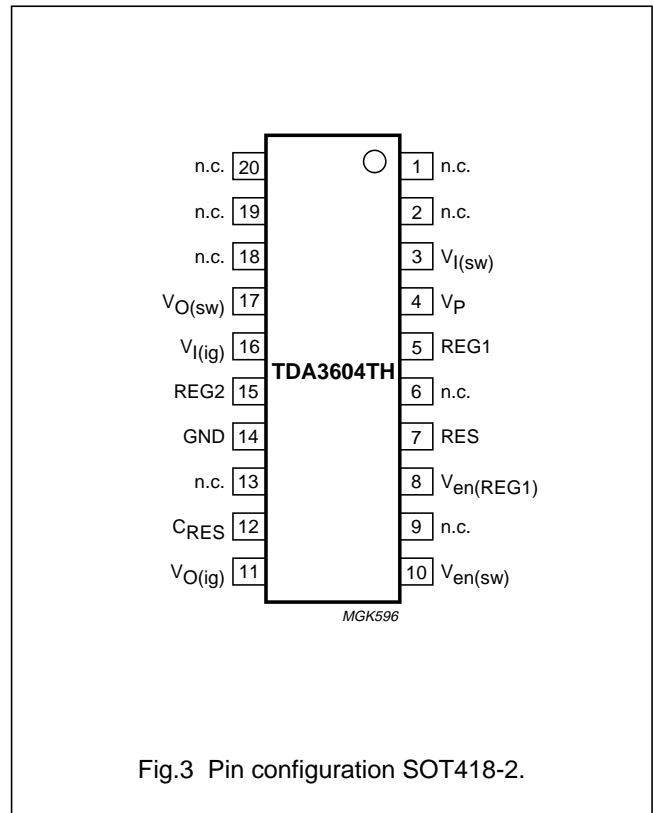 n.c. 20 1 n.c.
n.c. 19 2 n.c.
n.c. 18 3 VI(sw)
VO(sw) 17 4 VP
VI(ig) 16 5 REG1
TDA3604TH
REG2 15 6 n.c.
GND 14 7 RES
n.c. 13 8 Ven(REG1)
CRES 12 9 n.c.
VO(ig) 11 10 Ven(sw)
MGK596
Fig.3 Pin configuration SOT418-2.